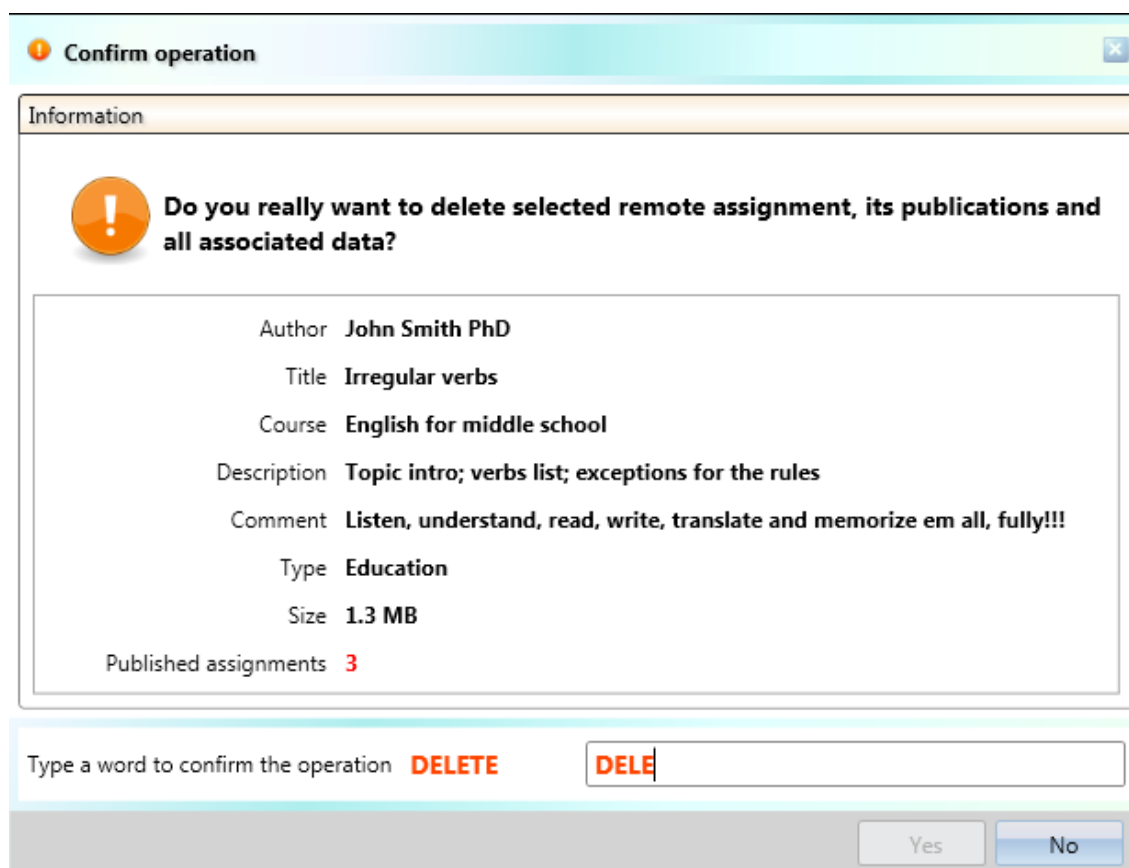 Confirm operation
Information
Do you really want to delete selected remote assignment, its publications and
all associated data?
Author John Smith PhD
Title Irregular verbs
Course English for middle school
Description Topic intro; verbs list; exceptions for the rules
Comment Listen, understand, read, write, translate and memorize em all, fully!!!
Type Education
Size 1.3 MB
Published assignments 3
Type a word to confirm the operation DELETE DELE
Yes No